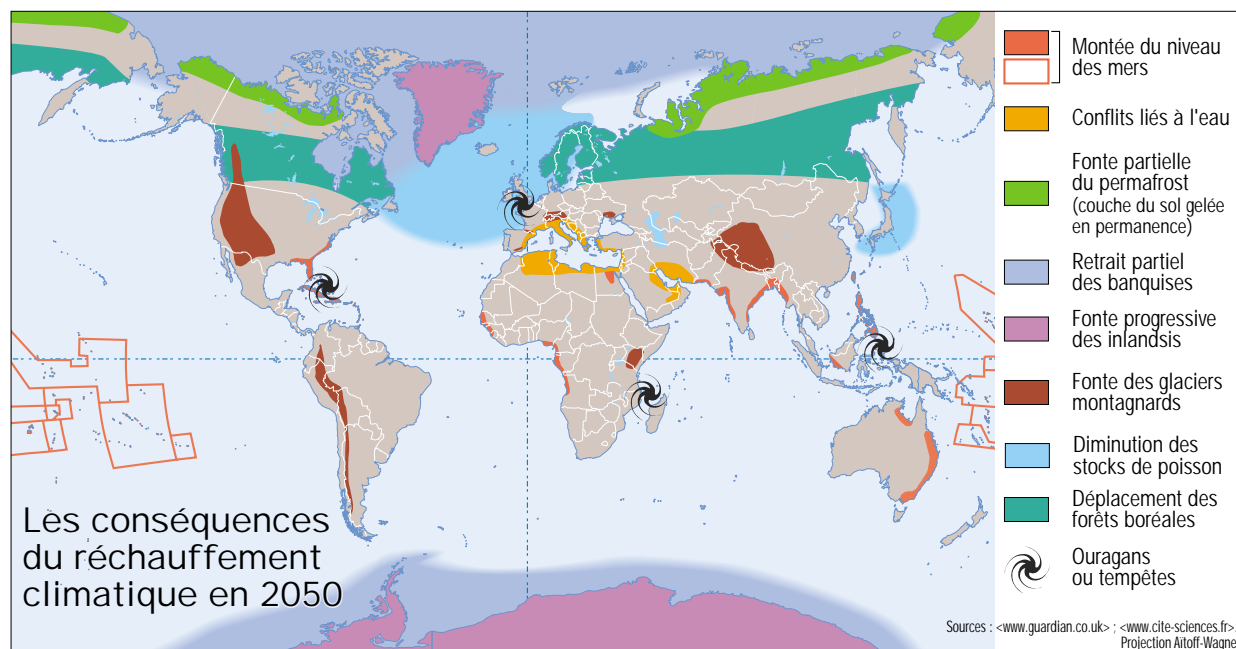 Les conséquences
du réchauffement
climatique en 2050
Montée du niveau
des mers
Conflits liés à l'eau
Fonte partielle
du permafrost
(couche du sol gelée
en permanence)
Retrait partiel
des banquises
Fonte progressive
des inlandsis
Fonte des glaciers
montagnards
Diminution des
stocks de poisson
Déplacement des
forêts boréales
Ouragans
ou tempêtes
Sources : <www.guardian.co.uk> ; <www.cite-sciences.fr>.
Projection Aïtoff-Wagner